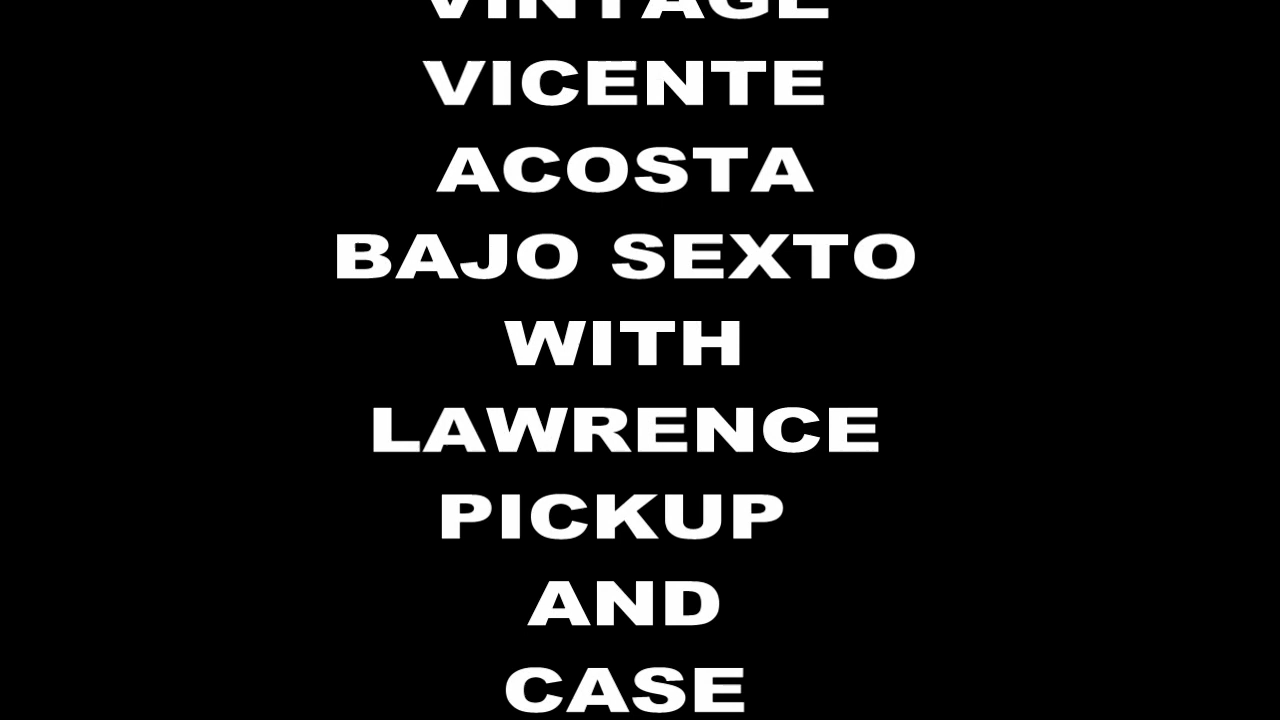 VINTAGE
VICENTE
ACOSTA
BAJO SEXTO
WITH
LAWRENCE
PICKUP
AND
CASE